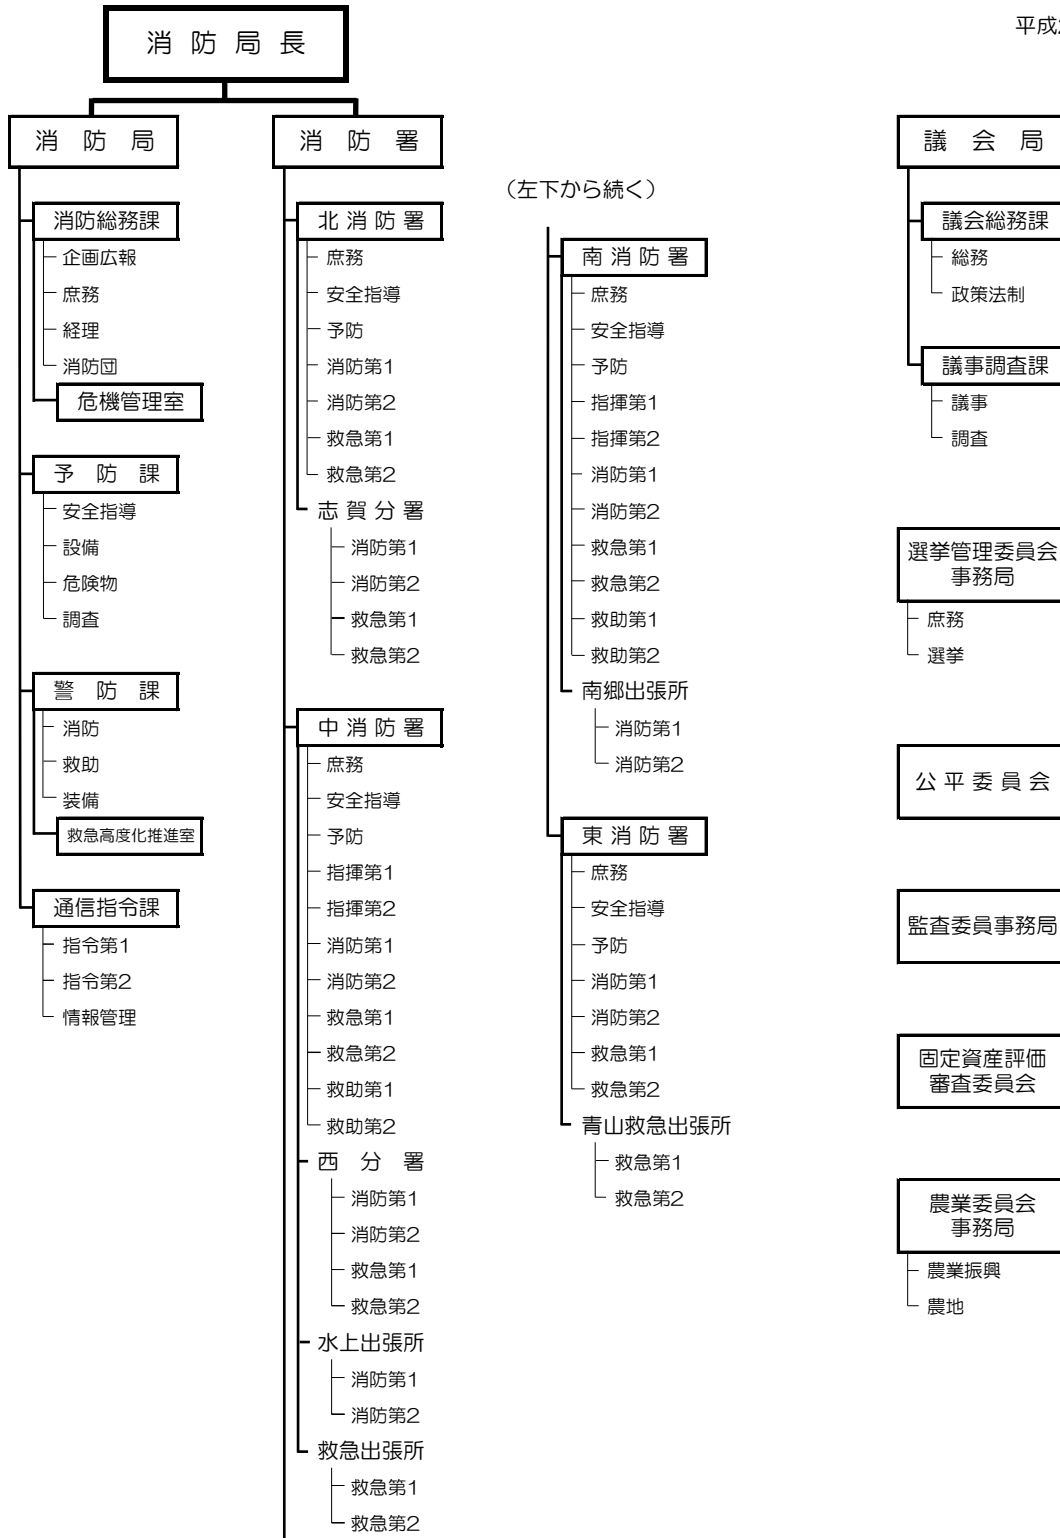 消防局長
平成
消防局
消防総務課
企画広報
庶務
経理
消防団
危機管理室
予防課
安全指導
設備
危険物
調査
警防課
消防
救助
装備
救急高度化推進室
通信指令課
指令第1
指令第2
情報管理
消防署
北消防署
庶務
安全指導
予防
消防第1
消防第2
救急第1
救急第2
志賀分署
消防第1
消防第2
救急第1
救急第2
中消防署
庶務
安全指導
予防
指揮第1
指揮第2
消防第1
消防第2
救急第1
救急第2
救助第1
救助第2
西分署
消防第1
消防第2
救急第1
救急第2
水上出張所
消防第1
消防第2
救急出張所
救急第1
救急第2
（左下から続く）
南消防署
庶務
安全指導
予防
指揮第1
指揮第2
消防第1
消防第2
救急第1
救急第2
救助第1
救助第2
南郷出張所
消防第1
消防第2
東消防署
庶務
安全指導
予防
消防第1
消防第2
救急第1
救急第2
青山救急出張所
救急第1
救急第2
議会局
議会総務課
総務
政策法制
議事調査課
議事
調査
選挙管理委員会
事務局
庶務
選挙
公平委員会
監査委員事務局
固定資産評価
審査委員会
農業委員会
事務局
農業振興
農地